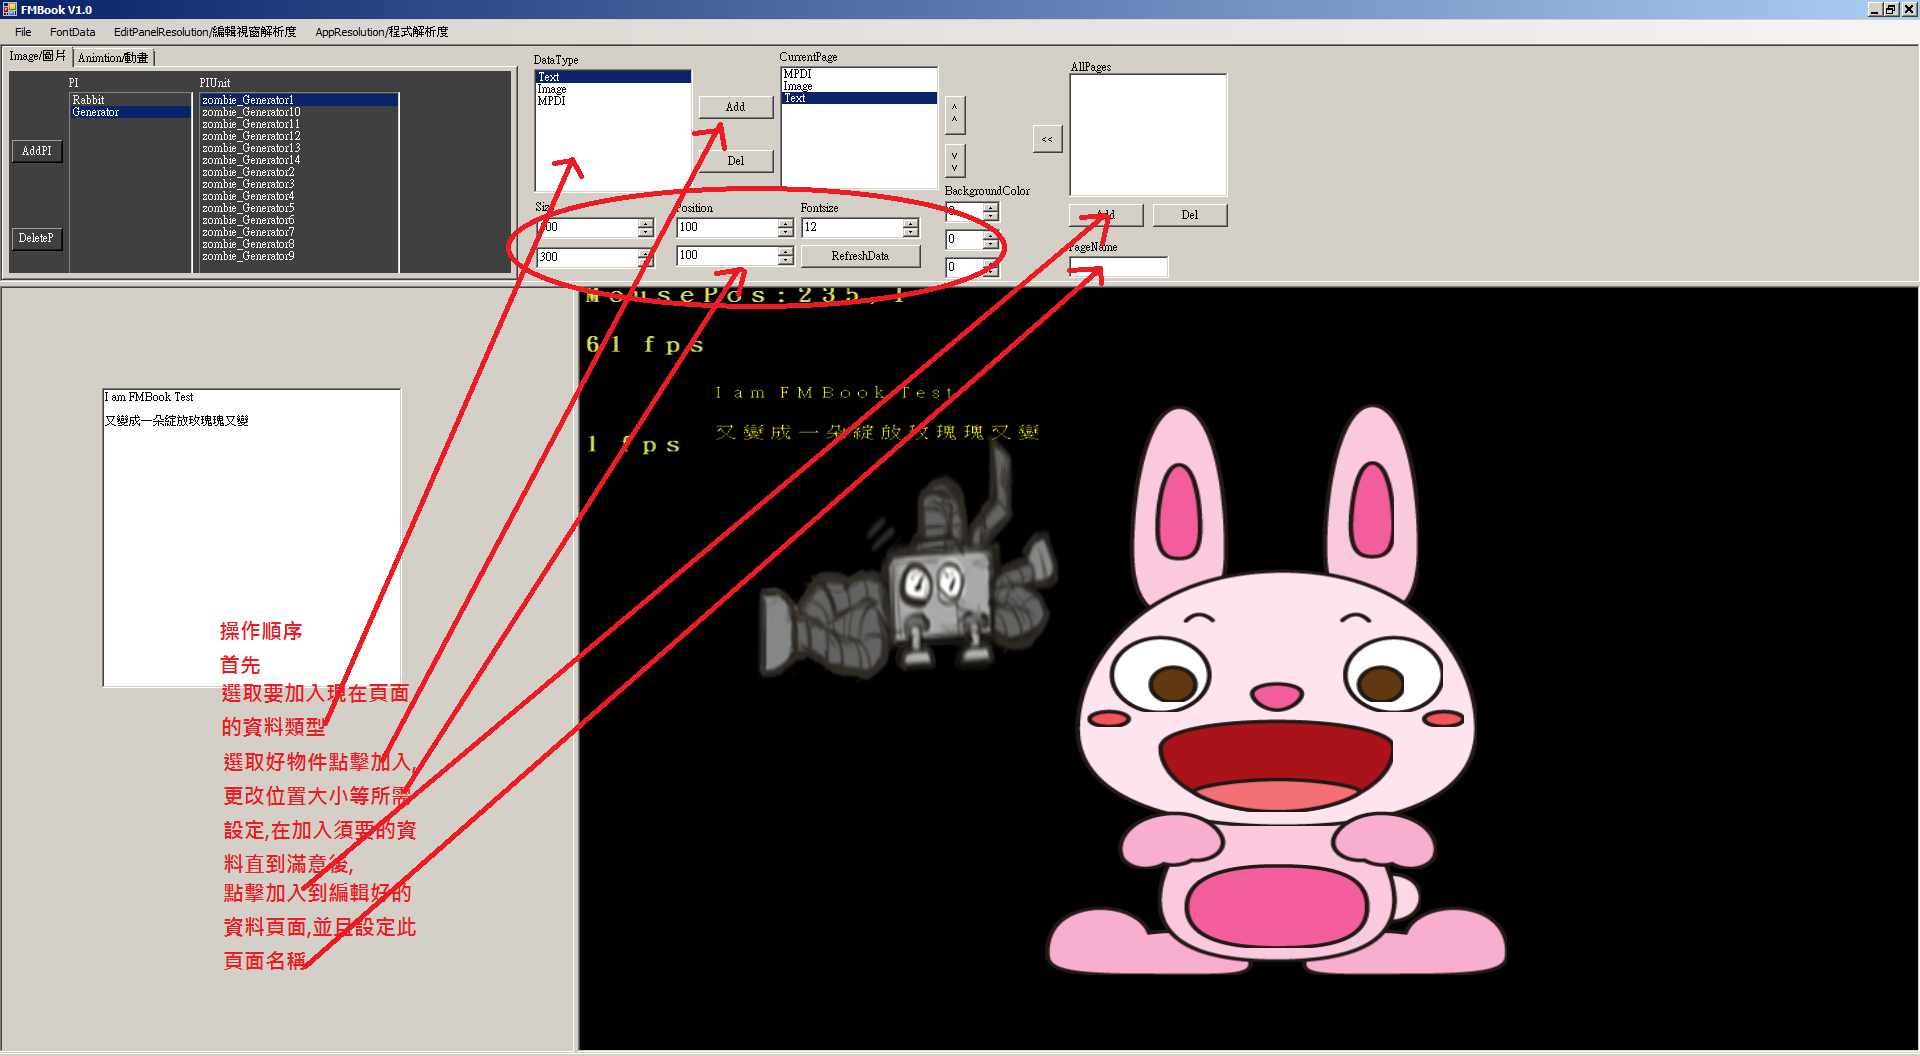 FMBook V1.0
File FontData EditPanelResolution/編輯視窗解析度 AppResolution/程式解析度
Image/圖片 Animtion/動畫
PI PIUnit
Rabbit
Generator
zombie_Generator1
zombie_Generator10
zombie_Generator11
zombie_Generator12
zombie_Generator13
zombie_Generator14
zombie_Generator2
zombie_Generator3
zombie_Generator4
zombie_Generator5
zombie_Generator6
zombie_Generator7
zombie_Generator8
zombie_Generator9
AddPI
DeleteP
DataType
Text
Image
MPDI
Add
Del
CurrentPage
MPDI
Image
Text
^
^
v
v
<<
AllPages
Add Del
PageName
Size Position Fontsize
300 100 12
300 100 RefreshData
BackgroundColor
0
0
0
I am FMBook Test
又變成一朵綻放玫瑰瑰又變
MousePos:235,1
61 fps
I am FMBook Test
又變成一朵綻放玫瑰瑰又變
1 fps
操作順序
首先
選取要加入現在頁面
的資料類型
選取好物件點擊加入,
更改位置大小等所需
設定,在加入須要的資
料直到滿意後,
點擊加入到編輯好的
資料頁面,並且設定此
頁面名稱